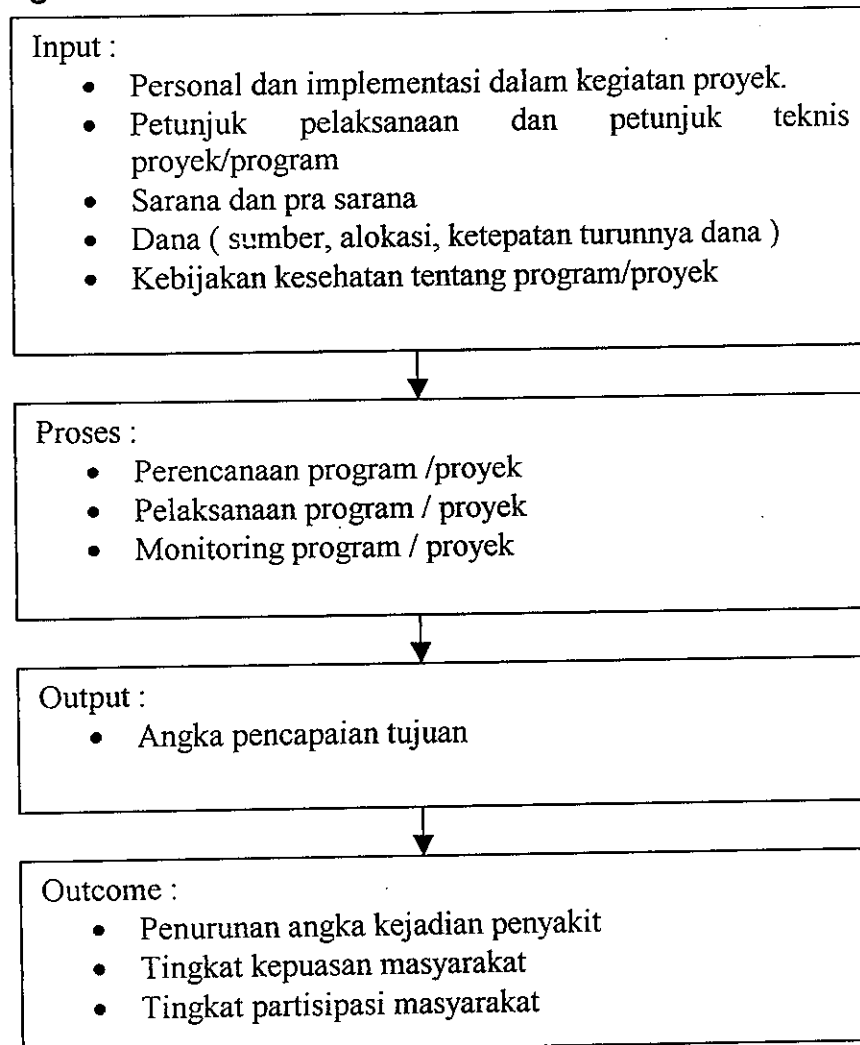 Input :
• Personal dan implementasi dalam kegiatan proyek.
• Petunjuk pelaksanaan dan petunjuk teknis
proyek/program
• Sarana dan pra sarana
• Dana ( sumber, alokasi, ketepatan turunnya dana )
• Kebijakan kesehatan tentang program/proyek
Proses :
• Perencanaan program /proyek
• Pelaksanaan program / proyek
• Monitoring program / proyek
Output :
• Angka pencapaian tujuan
Outcome :
• Penurunan angka kejadian penyakit
• Tingkat kepuasan masyarakat
• Tingkat partisipasi masyarakat